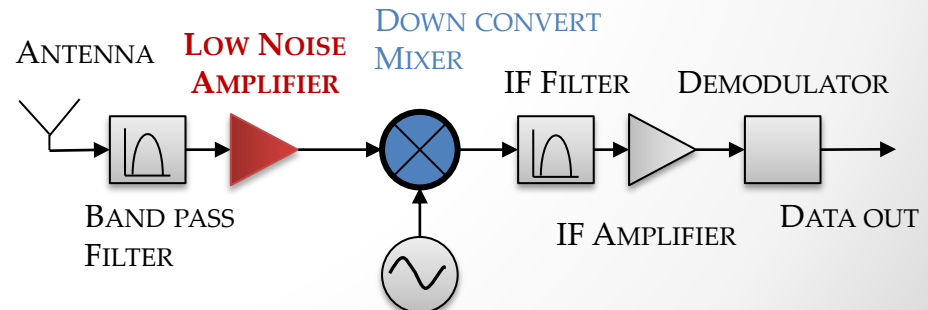 ANTENNA
LOW NOISE
AMPLIFIER
DOWN CONVERT
MIXER
IF FILTER
DEMODULATOR
BAND PASS
FILTER
IF AMPLIFIER
DATA OUT